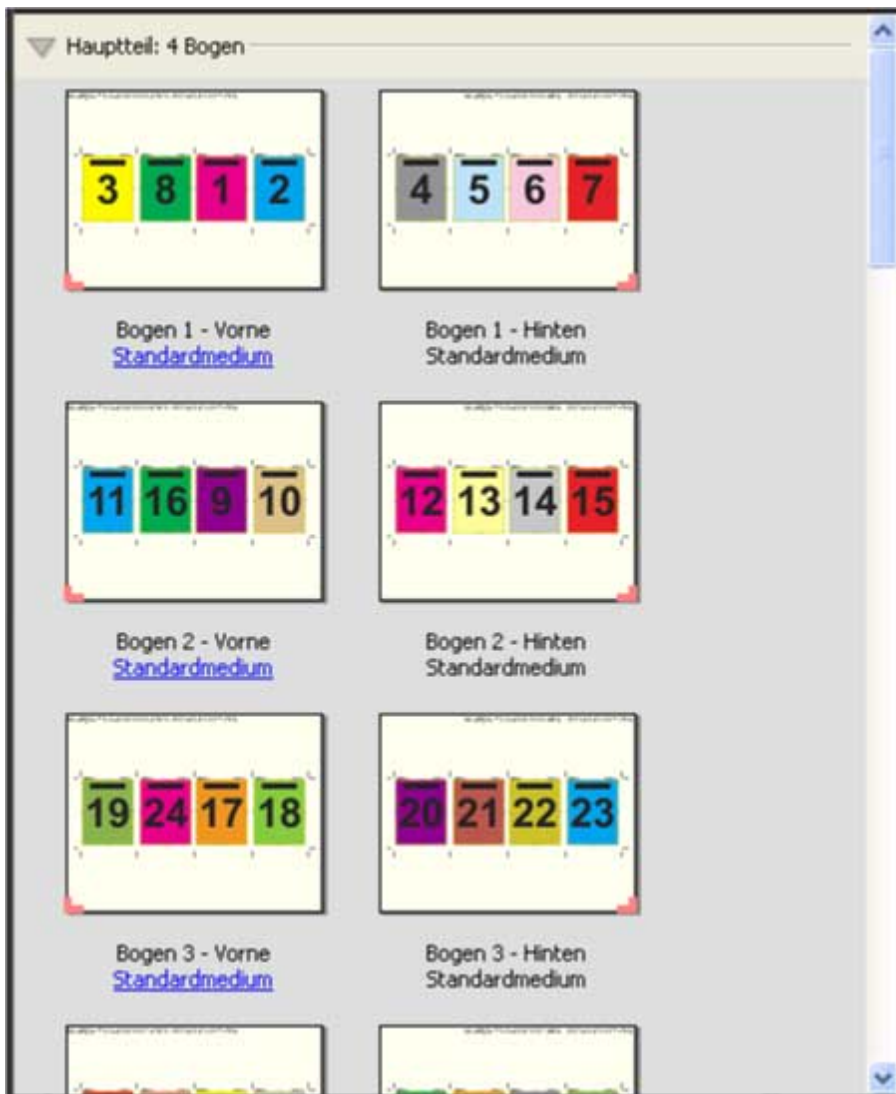 Hauptteil: 4 Bogen
3 8 1 2
4 5 6 7
Bogen 1 - Vorne
Standardmedium
Bogen 1 - Hinten
Standardmedium
11 16 9 10
12 13 14 15
Bogen 2 - Vorne
Standardmedium
Bogen 2 - Hinten
Standardmedium
19 24 17 18
20 21 22 23
Bogen 3 - Vorne
Standardmedium
Bogen 3 - Hinten
Standardmedium